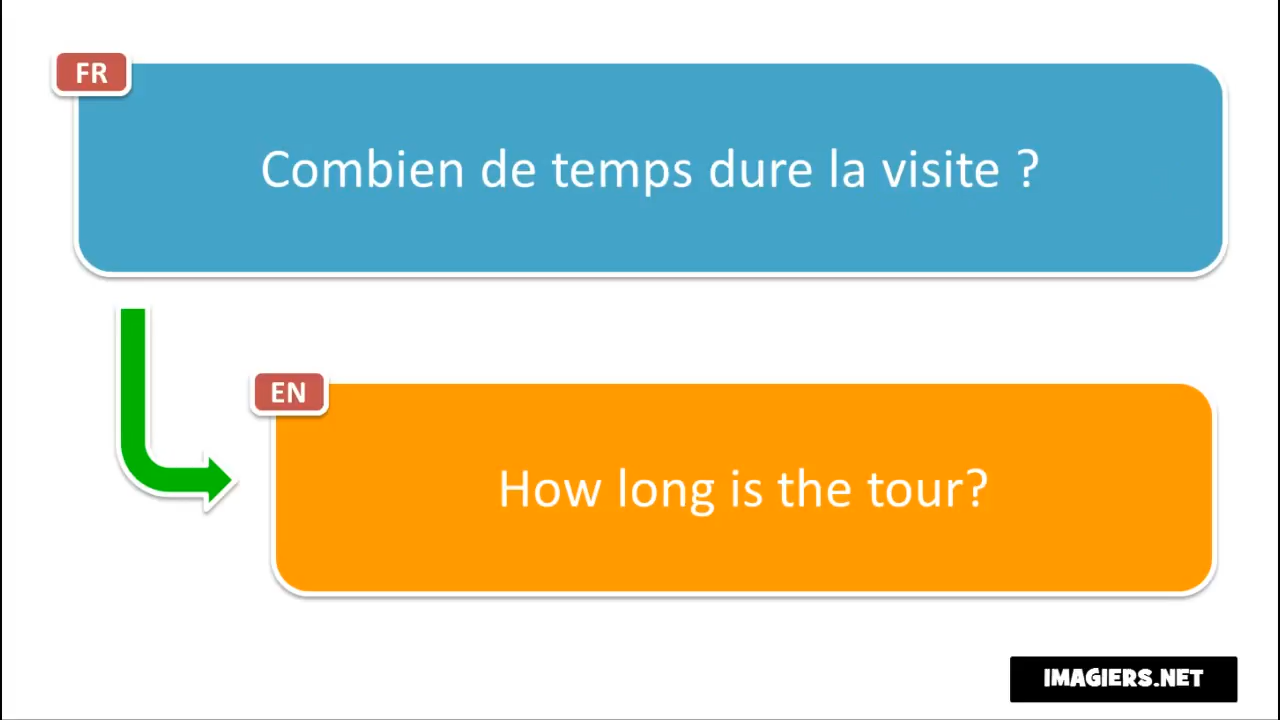 FR
Combien de temps dure la visite ?
EN
How long is the tour?
IMAGIERS.NET